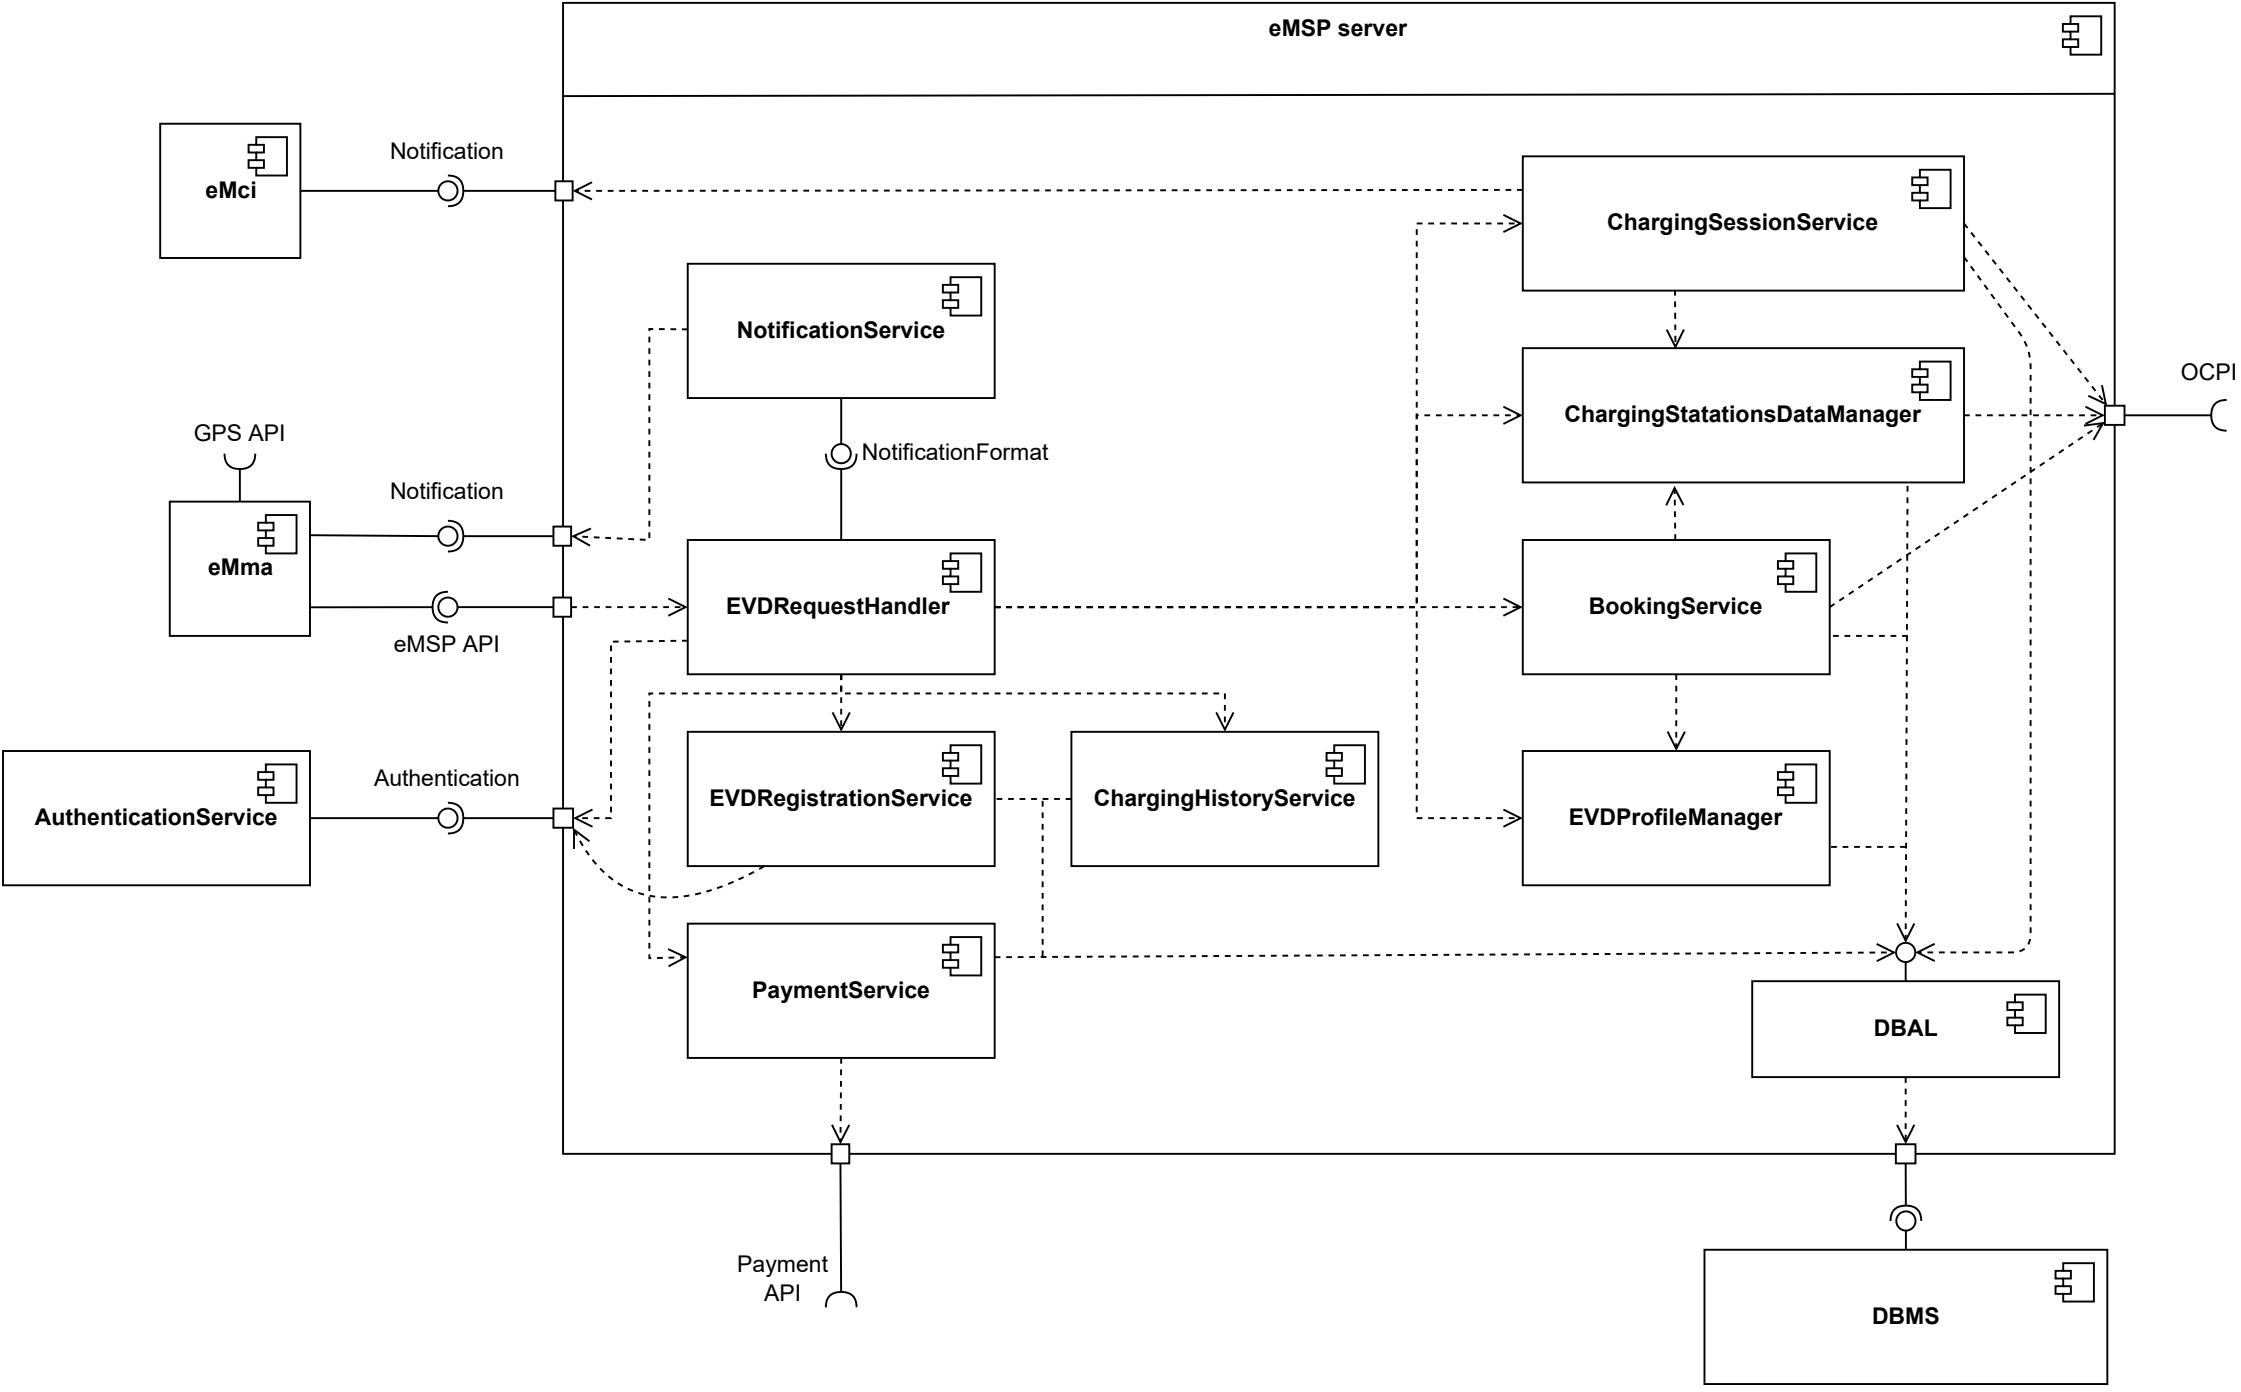 eMSP server
Notification
eMci
ChargingSessionService
NotificationService
OCPI
ChargingStatationsDataManager
GPS API
NotificationFormat
Notification
eMma
EVDRequestHandler
BookingService
eMSP API
Authentication
AuthenticationService
EVDRegistrationService
ChargingHistoryService
EVDProfileManager
PaymentService
DBAL
Payment
API
DBMS